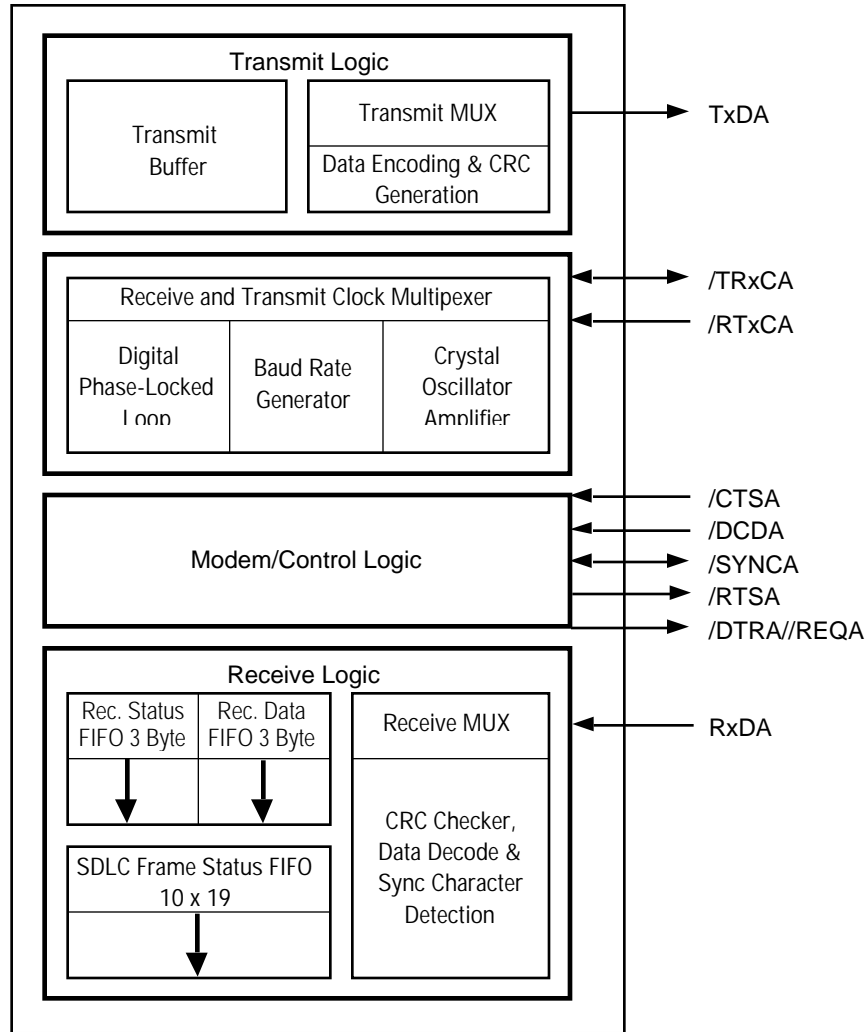 Transmit Logic
Transmit
Buffer
Transmit MUX
Data Encoding & CRC
Generation
TxDA
Receive and Transmit Clock Multipexer
Digital
Phase-Locked
Loop
Baud Rate
Generator
Crystal
Oscillator
Amplifier
/TRxCA
/RTxCA
Modem/Control Logic
/CTSA
/DCDA
/SYNCA
/RTSA
/DTRA//REQA
Receive Logic
Rec. Status
FIFO 3 Byte
Rec. Data
FIFO 3 Byte
SDLC Frame Status FIFO
10 x 19
Receive MUX
CRC Checker,
Data Decode &
Sync Character
Detection
RxDA